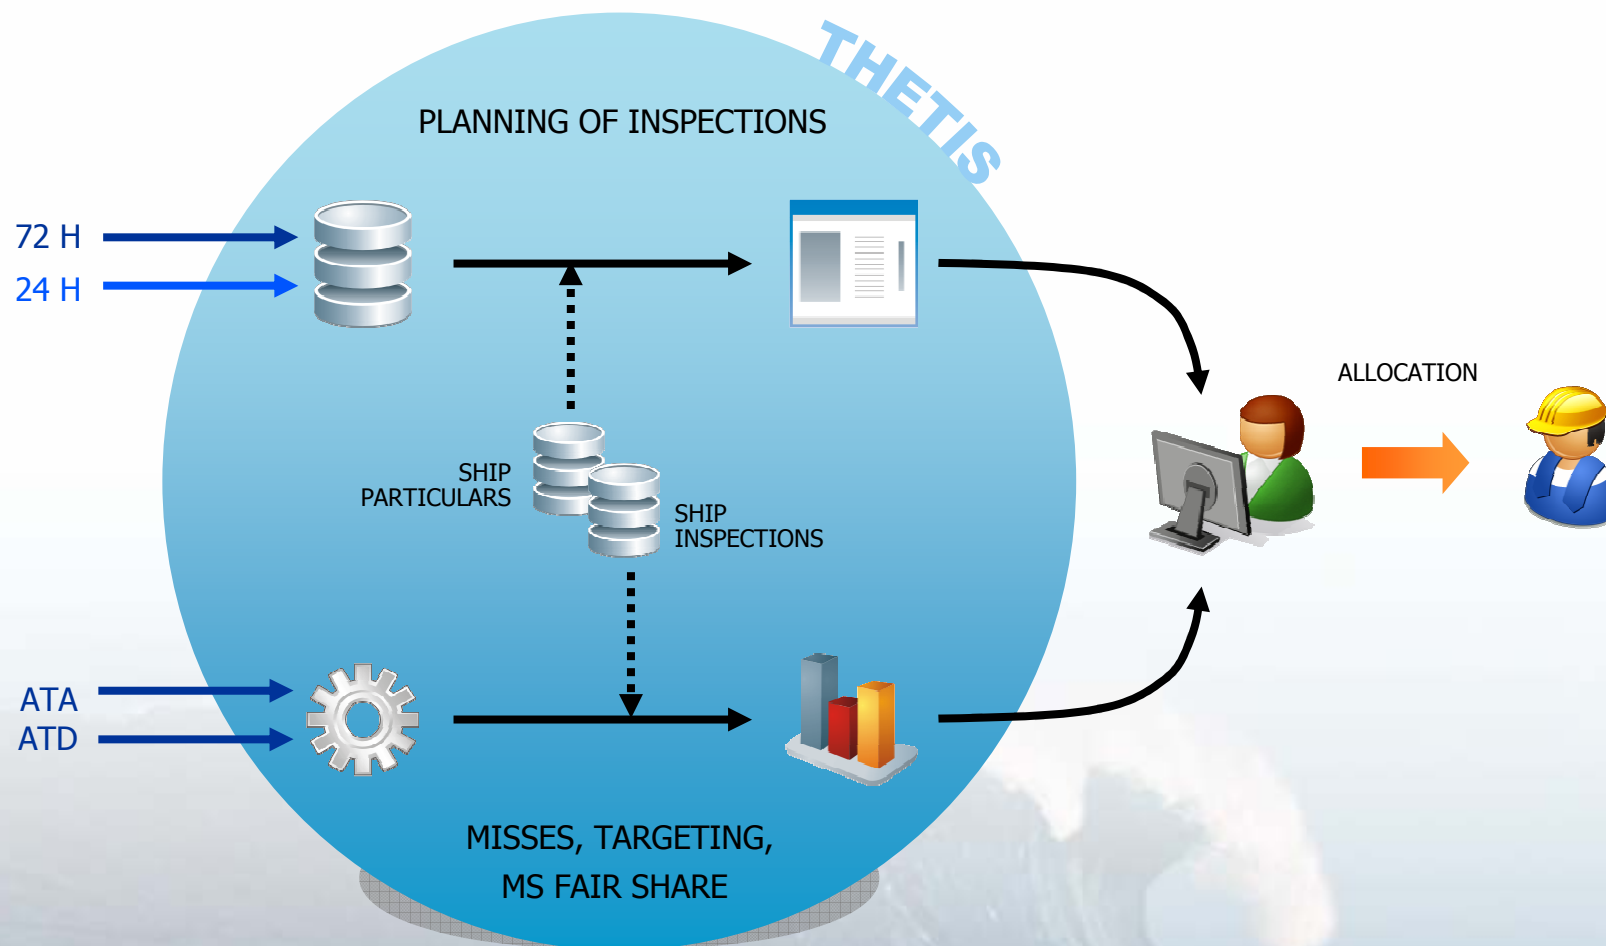 THETIS
PLANNING OF INSPECTIONS
72 H
24 H
ALLOCATION
SHIP
PARTICULARS
SHIP
INSPECTIONS
ATA
ATD
MISSES, TARGETING,
MS FAIR SHARE